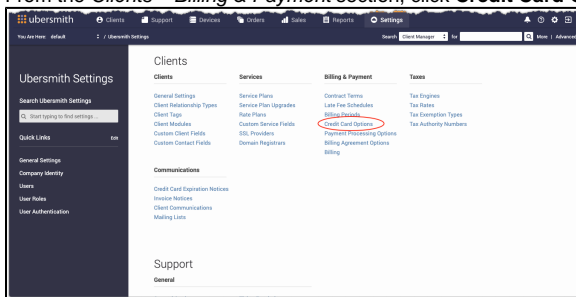 From the Clients - Billing & Payment section, click Credit Card
ubersmith Clients Support Devices Orders Sales Reports Settings
You Are Here: default / Ubersmith Settings Search Client Manager for More Advanced
Ubersmith Settings
Search Ubersmith Settings
Start typing to find settings ...
Quick Links Edit
General Settings
Company Identity
Users
User Roles
User Authentication
Clients
Clients
General Settings
Client Relationship Types
Client Tags
Client Modules
Custom Client Fields
Custom Contact Fields
Services
Service Plans
Service Plan Upgrades
Rate Plans
Custom Service Fields
SSL Providers
Domain Registrars
Billing & Payment
Contract Terms
Late Fee Schedules
Billing Periods
Credit Card Options
Payment Processing Options
Billing Agreement Options
Billing
Taxes
Tax Engines
Tax Rates
Tax Exemption Types
Tax Authority Numbers
Communications
Credit Card Expiration Notices
Invoice Notices
Client Communications
Mailing Lists
Support
General